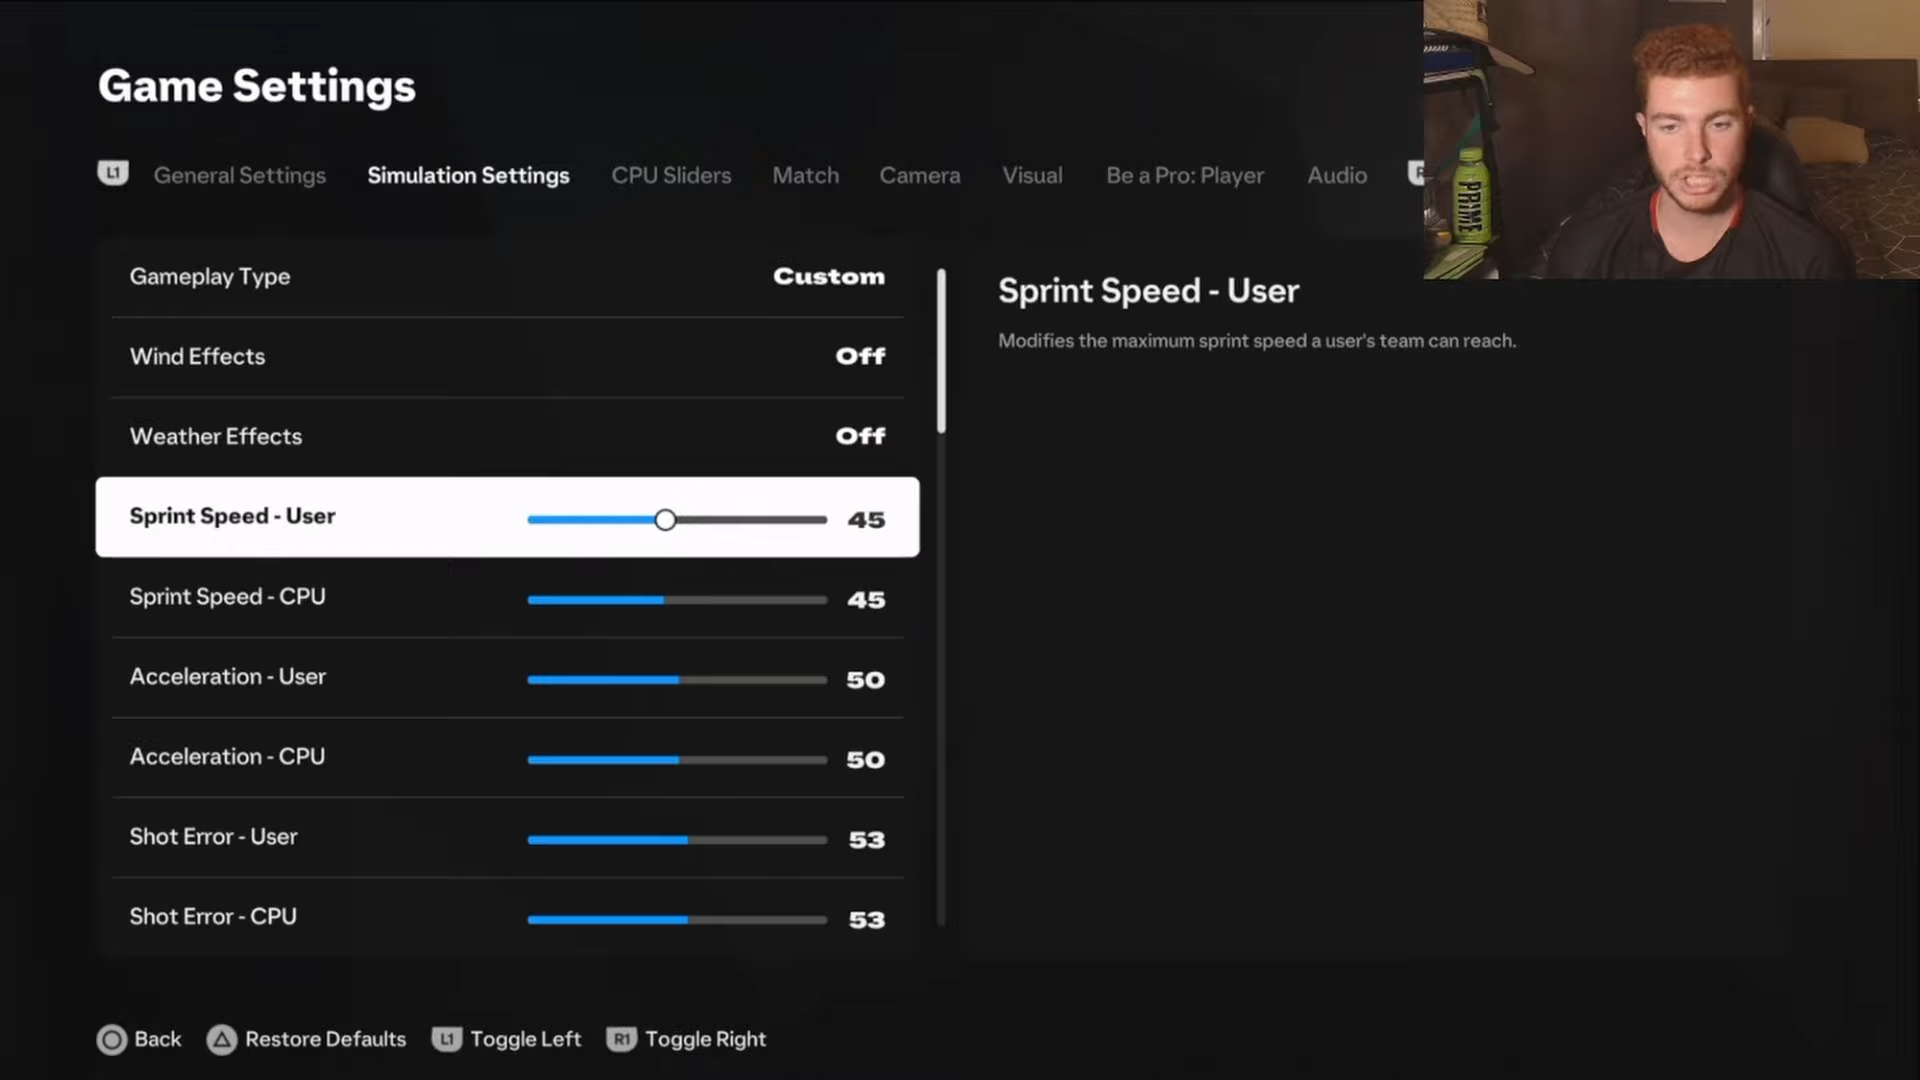 Game Settings
L1 General Settings Simulation Settings CPU Sliders Match Camera Visual Be a Pro: Player Audio R
Gameplay Type Custom
Wind Effects Off
Weather Effects Off
Sprint Speed - User 45
Sprint Speed - CPU 45
Acceleration - User 50
Acceleration - CPU 50
Shot Error - User 53
Shot Error - CPU 53
Sprint Speed - User
Modifies the maximum sprint speed a user's team can reach.
PRIME
Back Restore Defaults L1 Toggle Left R1 Toggle Right